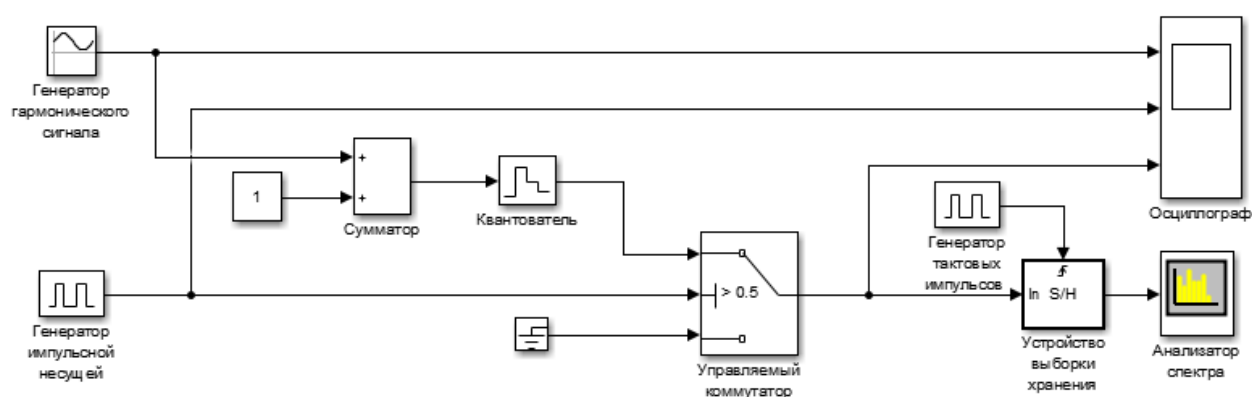 Генератор
гармонического
сигнала
+
+
1
Сумматор
Квантователь
Осциллограф
Генератор
тактовых
импульсов
> 0.5
In S/H
Генератор
импульсной
несущей
Управляемый
коммутатор
Устройство
выборки
хранения
Анализатор
спектра